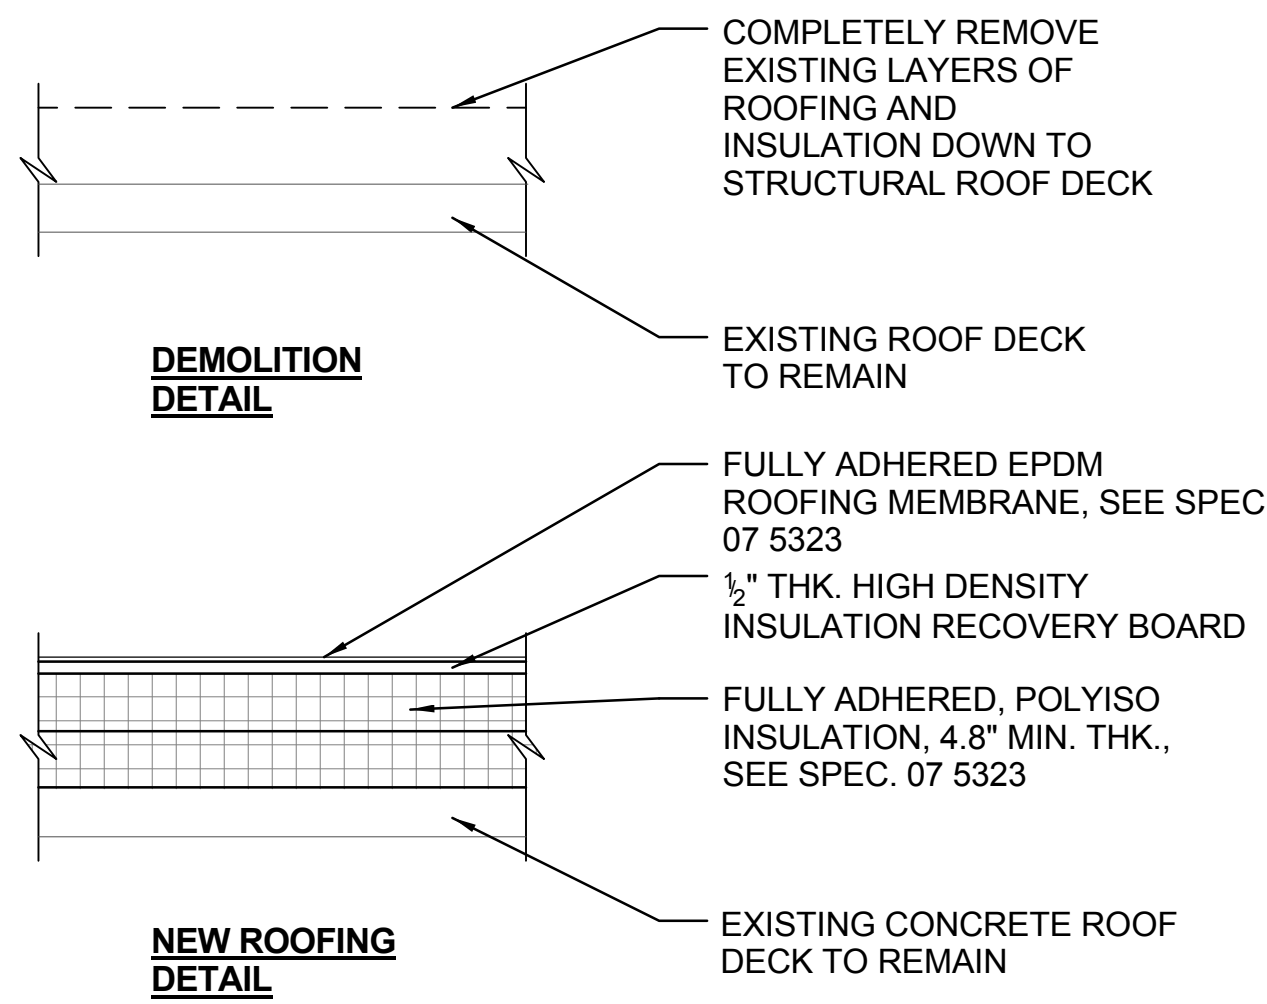 COMPLETELY REMOVE
EXISTING LAYERS OF
ROOFING AND
INSULATION DOWN TO
STRUCTURAL ROOF DECK
EXISTING ROOF DECK
TO REMAIN
DEMOLITION
DETAIL
FULLY ADHERED EPDM
ROOFING MEMBRANE, SEE SPEC
07 5323
½" THK. HIGH DENSITY
INSULATION RECOVERY BOARD
FULLY ADHERED, POLYISO
INSULATION, 4.8" MIN. THK.,
SEE SPEC. 07 5323
EXISTING CONCRETE ROOF
DECK TO REMAIN
NEW ROOFING
DETAIL